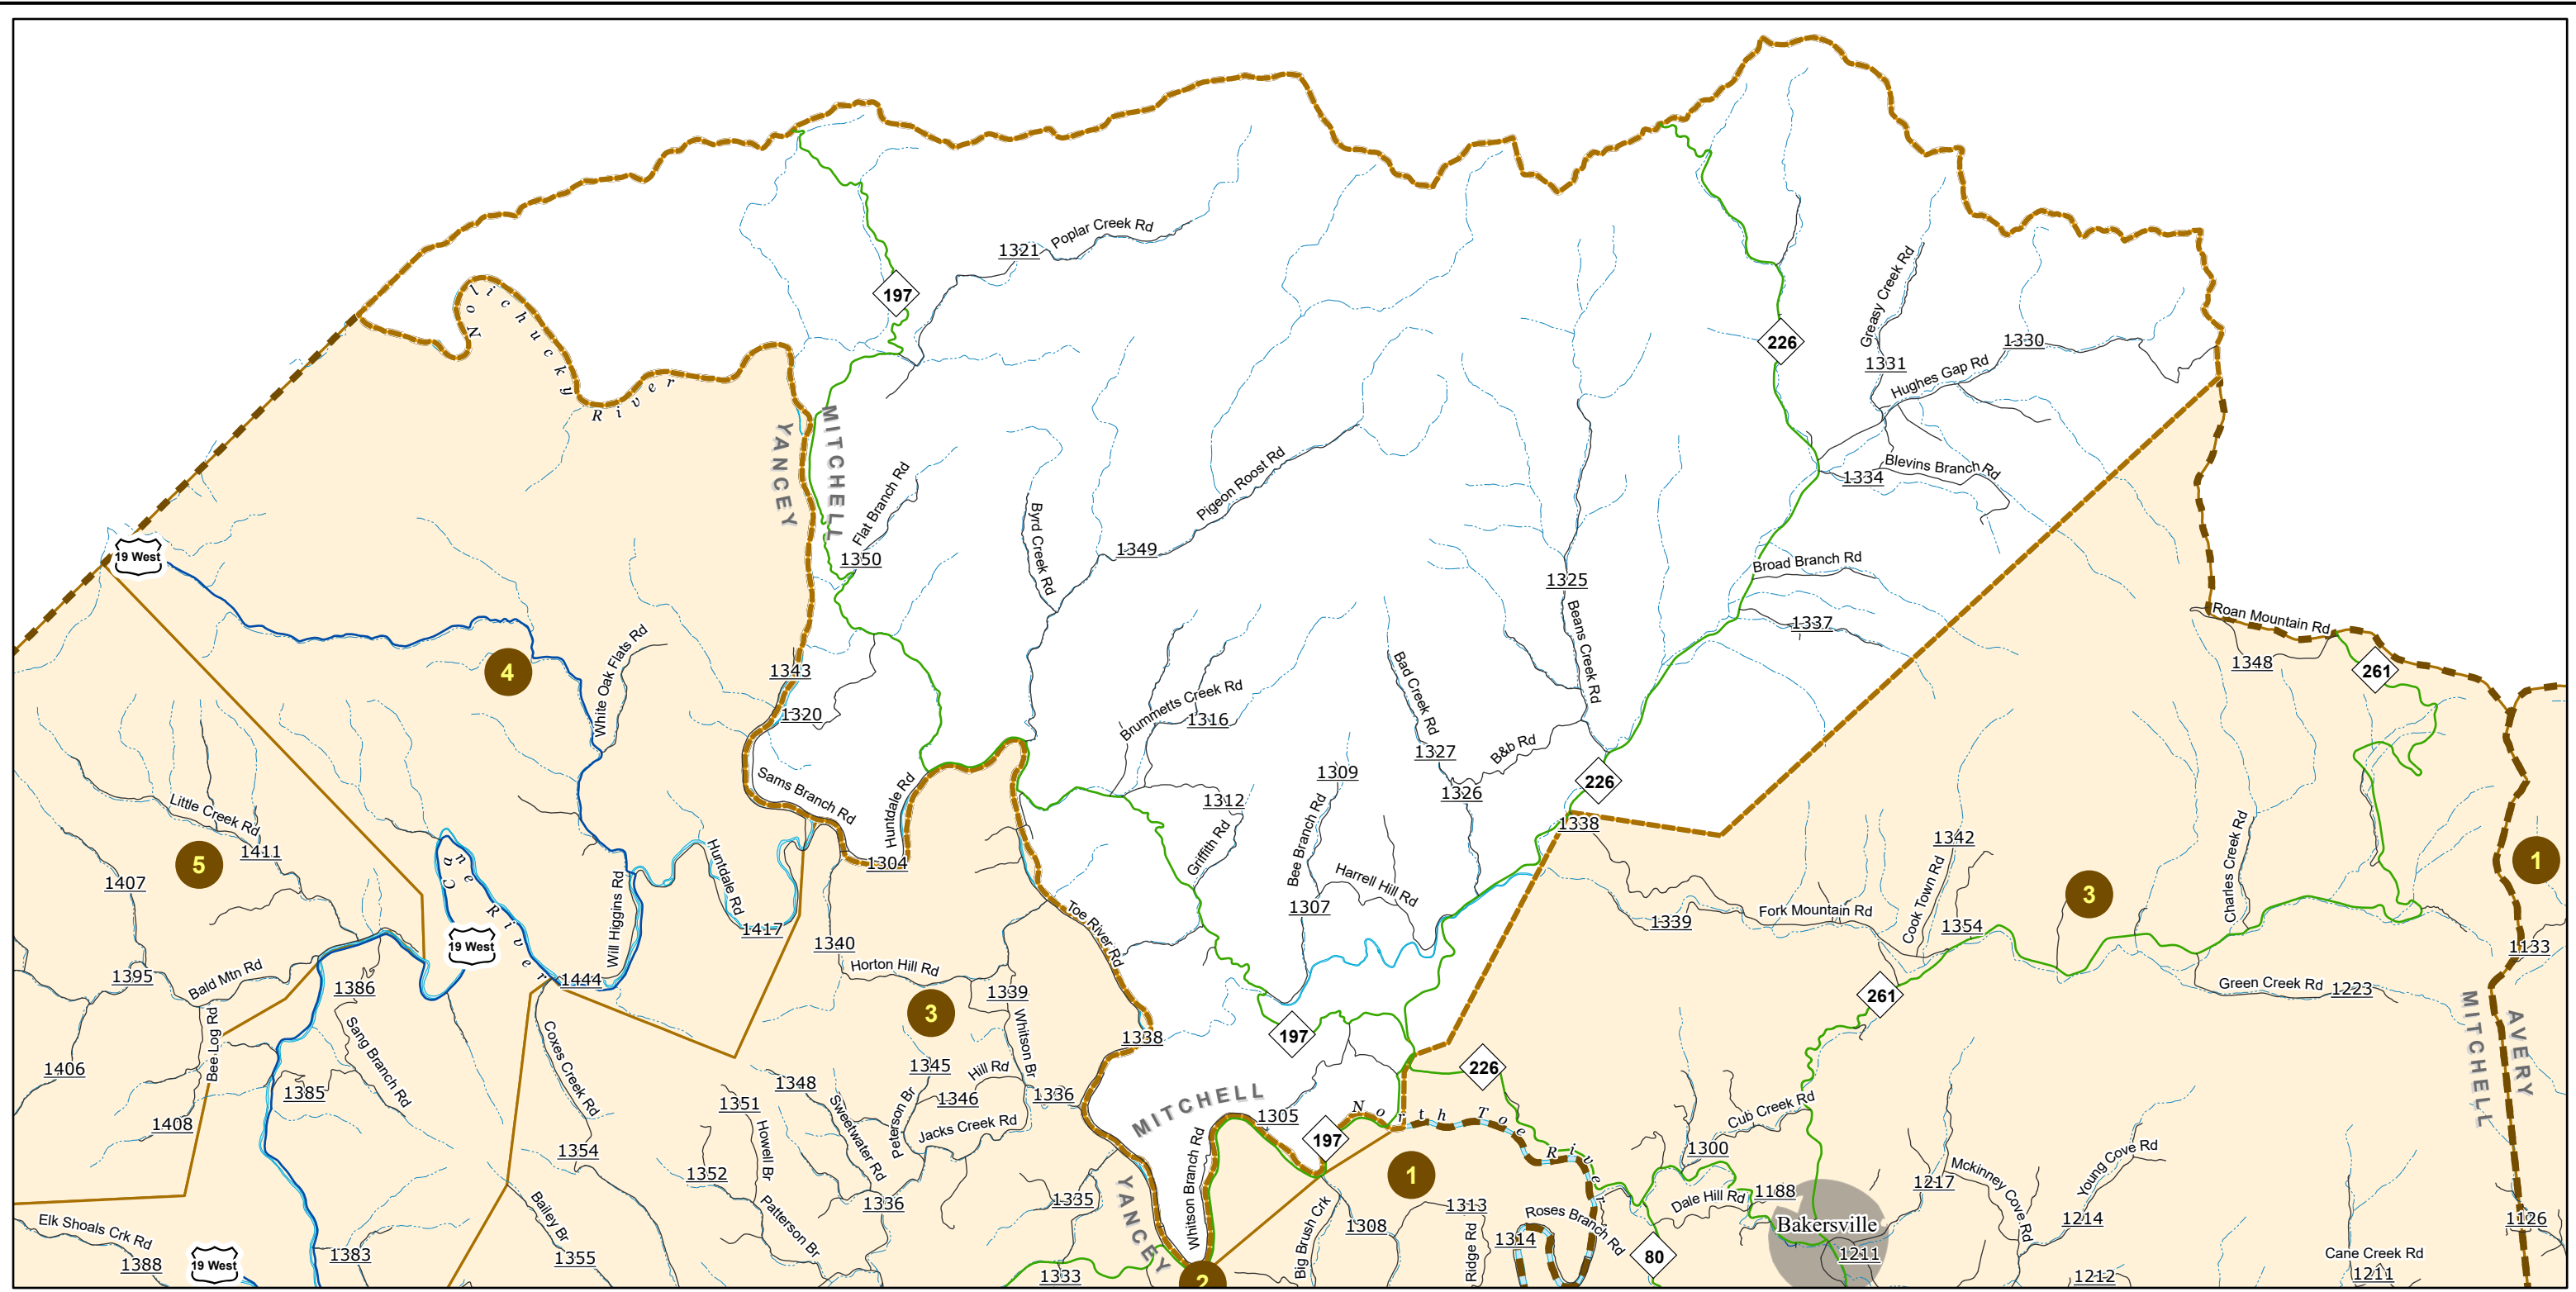 1321
Poplar Creek Rd
197
Nolichucky River
226
Greasy Creek Rd
1331
Hughes Gap Rd
1330
MITCHELL
YANCEY
Flat Branch Rd
1350
Byrd Creek Rd
1349
Pigeon Roost Rd
1334
Blevins Branch Rd
Broad Branch Rd
1337
1325
Beans Creek Rd
19 West
4
White Oak Flats Rd
1343
1320
Roan Mountain Rd
1348
261
Brummetts Creek Rd
1316
Bad Creek Rd
1327
B&b Rd
1326
226
1338
Sams Branch Rd
Huntdale Rd
1304
1309
Bee Branch Rd
1312
Griffith Rd
Harrell Hill Rd
1307
Little Creek Rd
1411
5
1407
Cane River
Huntdale Rd
1417
Will Higgins Rd
19 West
1444
1342
Cook Town Rd
3
Charles Creek Rd
1
Fork Mountain Rd
1339
1354
1133
1395
Bald Mtn Rd
1386
1340
Horton Hill Rd
Toe River Rd
1339
3
Whitson Br
261
Green Creek Rd
1223
MITCHELL
AVERY
Bee Log Rd
Sang Branch Rd
Coxes Creek Rd
1338
197
226
1406
1385
1408
1348
1345
Hill Rd
1346
1336
1351
Howell Br
Sweetwater Rd
Peterson Br
Jacks Creek Rd
MITCHELL
1305
197
North Toe River
Cub Creek Rd
1300
1354
1352
1336
1335
YANCEY
Whitson Branch Rd
1
1188
Dale Hill Rd
1217
Mckinney Cove Rd
Young Cove Rd
1214
Elk Shoals Crk Rd
1388
19 West
1383
Bailey Br
1355
Patterson Br
1333
2
Big Brush Crk
1308
1313
Ridge Rd
1314
Roses Branch Rd
80
Bakersville
1211
1212
Cane Creek Rd
1211
1126